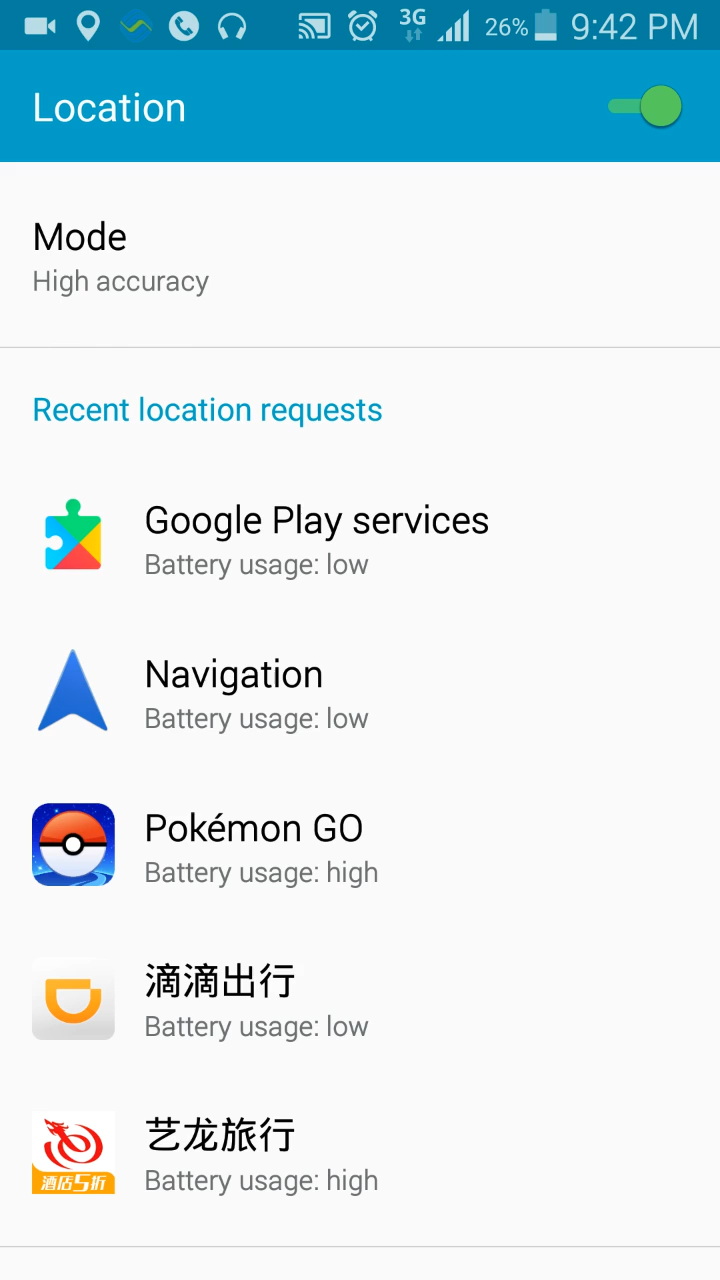 3G 26% 9:42 PM
Location
Mode
High accuracy
Recent location requests
Google Play services
Battery usage: low
Navigation
Battery usage: low
Pokémon GO
Battery usage: high
滴滴出行
Battery usage: low
艺龙旅行
Battery usage: high
酒店5折